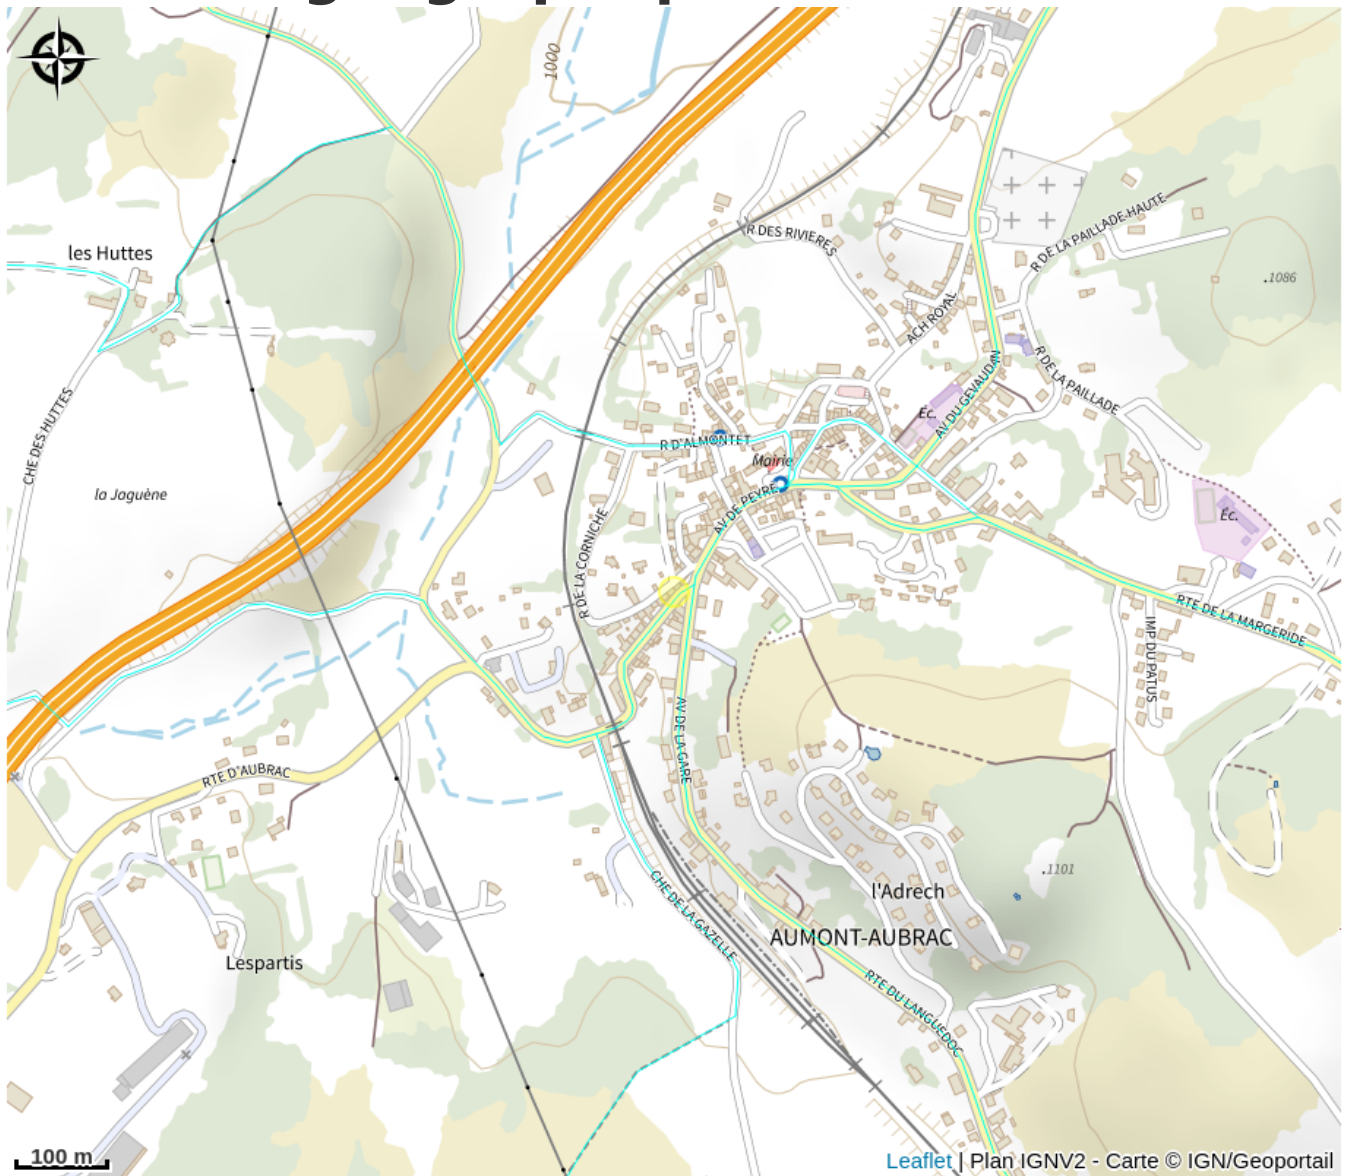 1000
les Huttes
R DES RIVIERES
R DE LA PAILLADE HAUTE
.1086
ACH ROYAL
R DE LA PAILLADE
AV DU GEVAUDAN
Éc.
CHE DES HUTTES
R D'ALMONTET
Mairie
la Jaguène
AV DE PEYRE
Éc.
R DE LA CORNICHE
RTE DE LA MARGERIDE
IMP DU PATUS
AV DE LA GARE
RTE D'AUBRAC
.1101
l'Adrech
CHE DE LA GAZELLE
AUMONT-AUBRAC
Lespartis
RTE DU LANGUEDOC
100 m
Leaflet | Plan IGNV2 - Carte © IGN/Geoportail